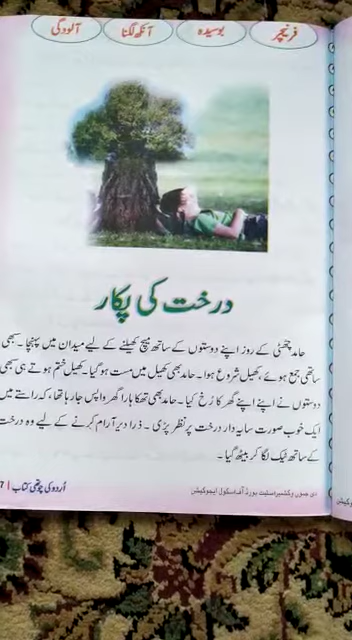 فرنیچر
بوسیدہ
آنکھ لگنا
آلودگی
درخت کی پکار
حامد چھٹی کے روز اپنے دوستوں کے ساتھ میچ کھیلنے کے لیے میدان میں پہنچا۔ سبھی
ساتھی جمع ہوئے، کھیل شروع ہوا۔ حامد بھی کھیل میں مست ہو گیا۔ کھیل ختم ہوتے ہی سبھی
دوستوں نے اپنے اپنے گھر کا رُخ کیا۔ حامد بھی تھکا ہارا گھر واپس جا رہا تھا، کہ راستے میں
ایک خوب صورت سایہ دار درخت پر نظر پڑی۔ ذرا دیر آرام کرنے کے لیے وہ درخت
کے ساتھ ٹیک لگا کر بیٹھ گیا۔
دی جموں و کشمیر اسٹیٹ بورڈ آف اسکول ایجوکیشن
اُردو کی چوتھی کتاب | 7